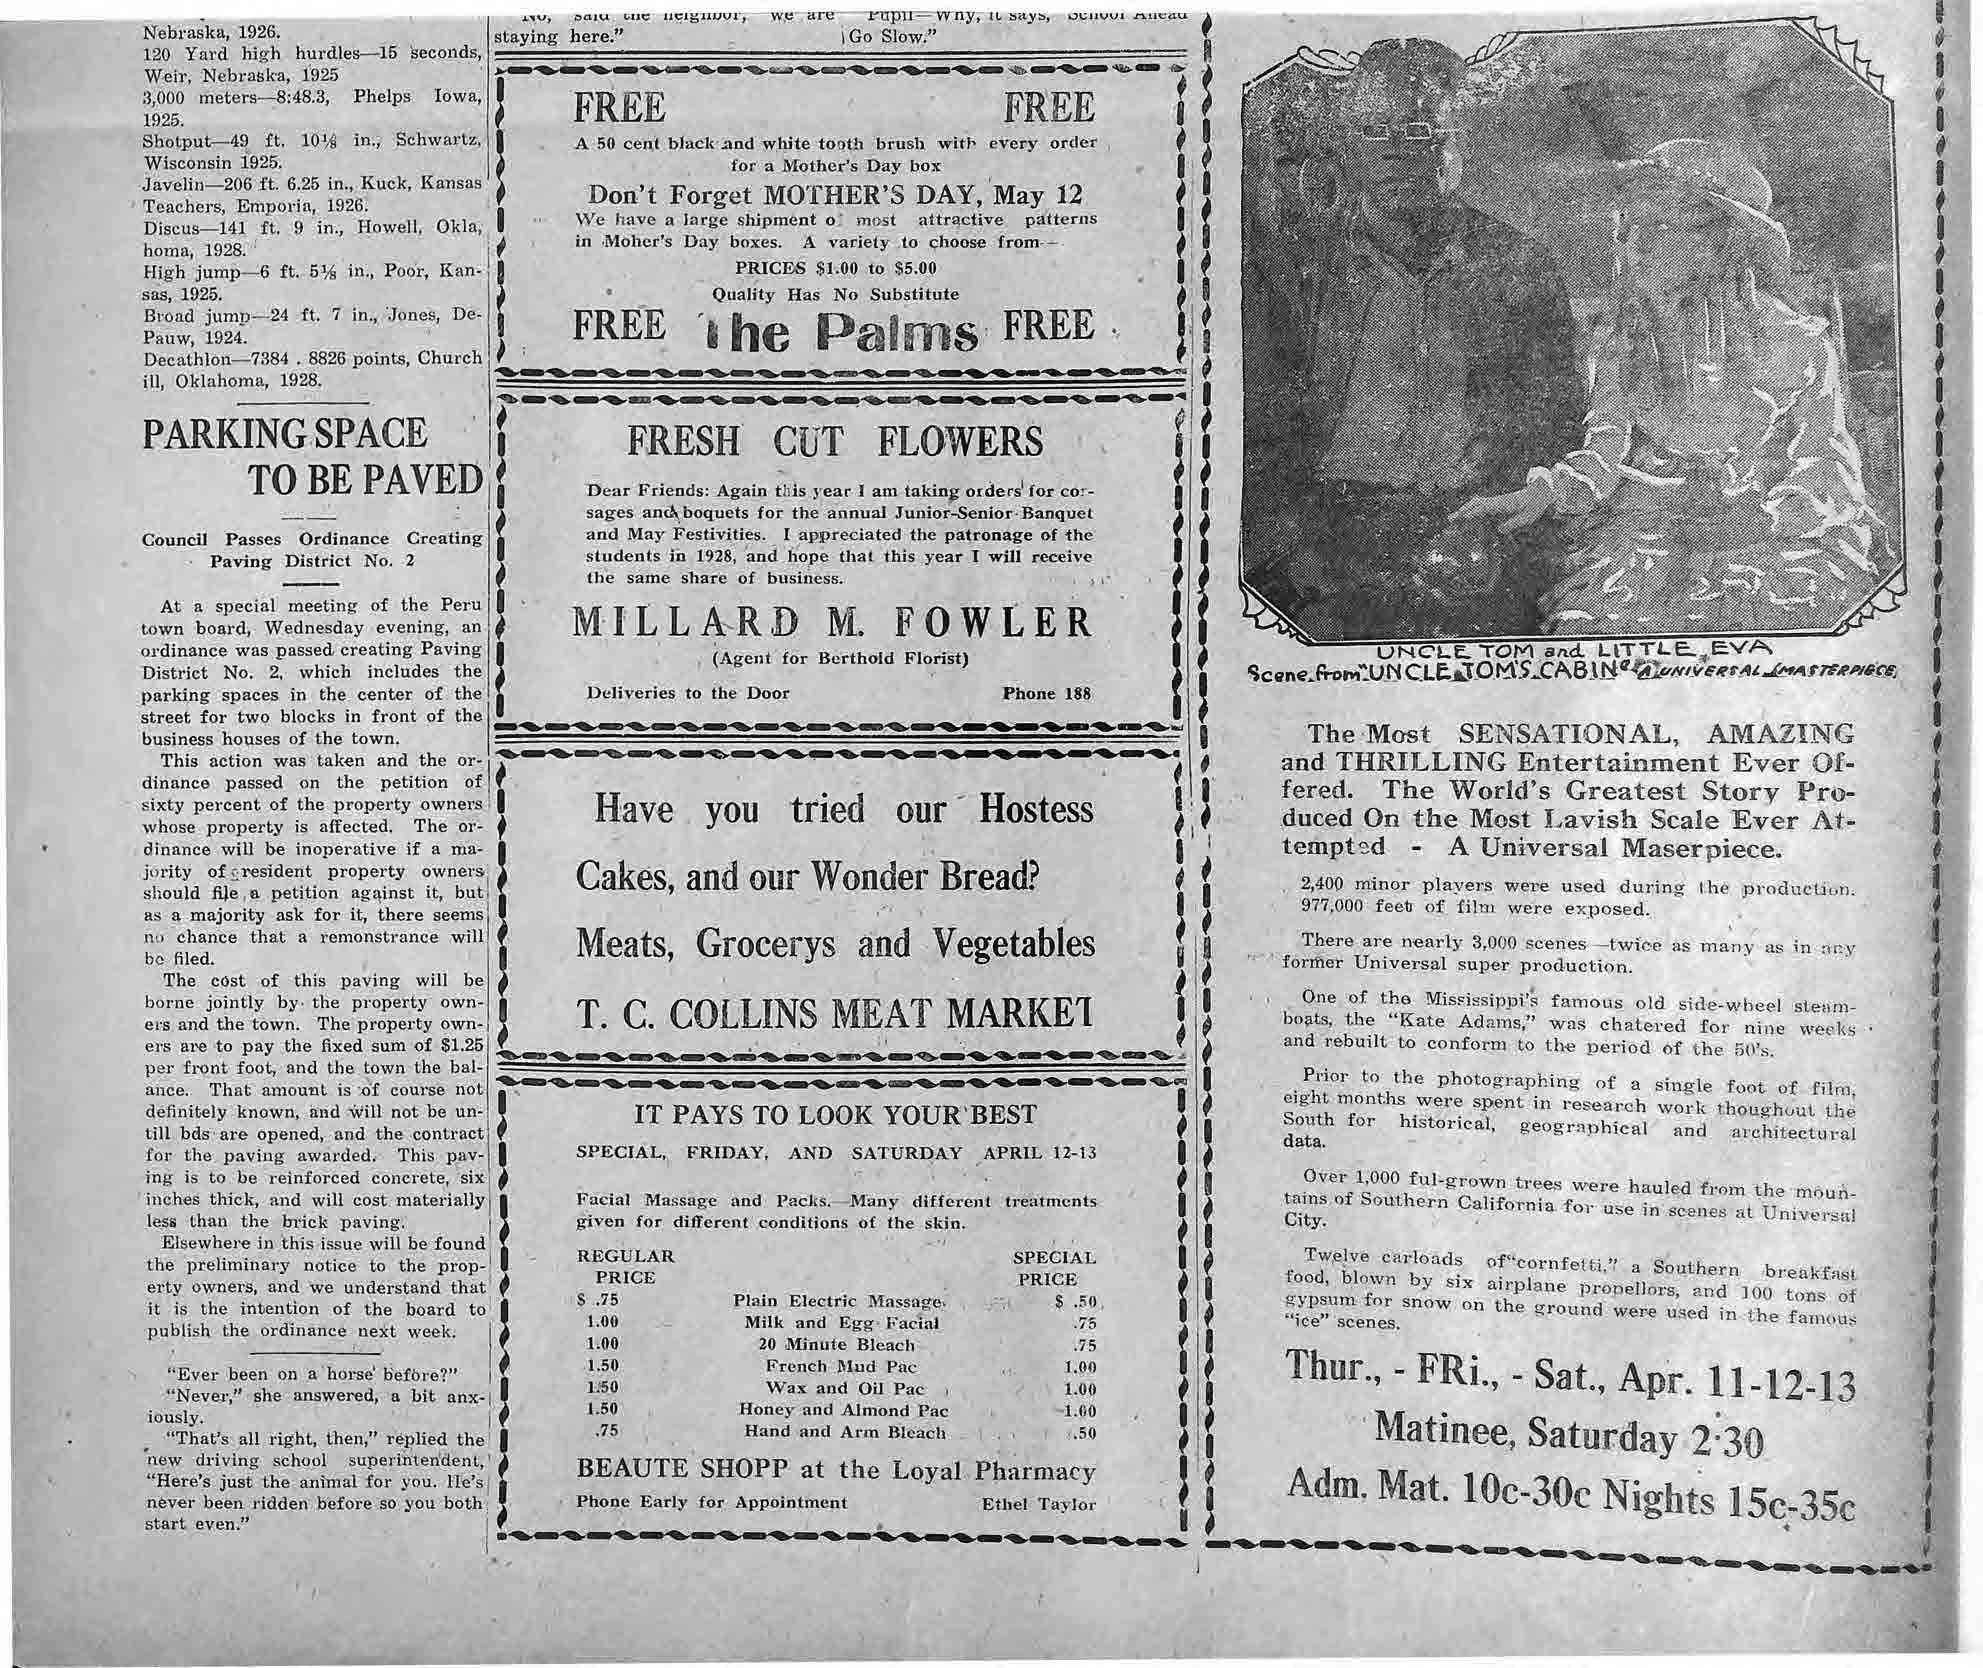 Nebraska, 1926.
120 Yard high hurdles—15 seconds,
Weir, Nebraska, 1925
3,000 meters—8:48.3, Phelps Iowa,
1925.
Shotput—49 ft. 10⅛ in., Schwartz,
Wisconsin 1925.
Javelin—206 ft. 6.25 in., Kuck, Kansas
Teachers, Emporia, 1926.
Discus—141 ft. 9 in., Howell, Okla,
homa, 1928.
High jump—6 ft. 5⅛ in., Poor, Kan-
sas, 1925.
Broad jump—24 ft. 7 in., Jones, De-
Pauw, 1924.
Decathlon—7384 . 8826 points, Church
ill, Oklahoma, 1928.
PARKING SPACE
TO BE PAVED
Council Passes Ordinance Creating
Paving District No. 2
At a special meeting of the Peru
town board, Wednesday evening, an
ordinance was passed creating Paving
District No. 2, which includes the
parking spaces in the center of the
street for two blocks in front of the
business houses of the town.
This action was taken and the or-
dinance passed on the petition of
sixty percent of the property owners
whose property is affected. The or-
dinance will be inoperative if a ma-
jority of resident property owners
should file a petition against it, but
as a majority ask for it, there seems
no chance that a remonstrance will
be filed.
The cost of this paving will be
borne jointly by the property own-
ers and the town. The property own-
ers are to pay the fixed sum of $1.25
per front foot, and the town the bal-
ance. That amount is of course not
definitely known, and will not be un-
till bds are opened, and the contract
for the paving awarded. This pav-
ing is to be reinforced concrete, six
inches thick, and will cost materially
less than the brick paving.
Elsewhere in this issue will be found
the preliminary notice to the prop-
erty owners, and we understand that
it is the intention of the board to
publish the ordinance next week.
"Ever been on a horse before?"
"Never," she answered, a bit anx-
iously.
"That's all right, then," replied the
new driving school superintendent,
"Here's just the animal for you. He's
never been ridden before so you both
start even."
No, said the neighbor, we are
staying here."
Pupil—Why, it says, School Ahead
Go Slow."
FREE FREE
A 50 cent black and white tooth brush with every order
for a Mother's Day box
Don't Forget MOTHER'S DAY, May 12
We have a large shipment of most attractive patterns
in Moher's Day boxes. A variety to choose from—
PRICES $1.00 to $5.00
Quality Has No Substitute
FREE The Palms FREE
FRESH CUT FLOWERS
Dear Friends: Again this year I am taking orders for cor-
sages and boquets for the annual Junior-Senior Banquet
and May Festivities. I appreciated the patronage of the
students in 1928, and hope that this year I will receive
the same share of business.
MILLARD M. FOWLER
(Agent for Berthold Florist)
Deliveries to the Door Phone 188
Have you tried our Hostess
Cakes, and our Wonder Bread?
Meats, Grocerys and Vegetables
T. C. COLLINS MEAT MARKET
IT PAYS TO LOOK YOUR BEST
SPECIAL, FRIDAY, AND SATURDAY APRIL 12-13
Facial Massage and Packs.—Many different treatments
given for different conditions of the skin.
REGULAR SPECIAL
PRICE PRICE
$ .75 Plain Electric Massage $ .50
1.00 Milk and Egg Facial .75
1.00 20 Minute Bleach .75
1.50 French Mud Pac 1.00
1.50 Wax and Oil Pac 1.00
1.50 Honey and Almond Pac 1.00
.75 Hand and Arm Bleach .50
BEAUTE SHOPP at the Loyal Pharmacy
Phone Early for Appointment Ethel Taylor
UNCLE TOM and LITTLE EVA
Scene from "UNCLE TOM'S CABIN" A UNIVERSAL MASTERPIECE
The Most SENSATIONAL, AMAZING
and THRILLING Entertainment Ever Of-
fered. The World's Greatest Story Pro-
duced On the Most Lavish Scale Ever At-
tempted - A Universal Maserpiece.
2,400 minor players were used during the production.
977,000 feet of film were exposed.
There are nearly 3,000 scenes—twice as many as in any
former Universal super production.
One of the Mississippi's famous old side-wheel steam-
boats, the "Kate Adams," was chatered for nine weeks
and rebuilt to conform to the period of the 50's.
Prior to the photographing of a single foot of film,
eight months were spent in research work thoughout the
South for historical, geographical and architectural
data.
Over 1,000 ful-grown trees were hauled from the moun-
tains of Southern California for use in scenes at Universal
City.
Twelve carloads of "cornfetti," a Southern breakfast
food, blown by six airplane propellors, and 100 tons of
gypsum for snow on the ground were used in the famous
"ice" scenes.
Thur., - FRi., - Sat., Apr. 11-12-13
Matinee, Saturday 2:30
Adm. Mat. 10c-30c Nights 15c-35c